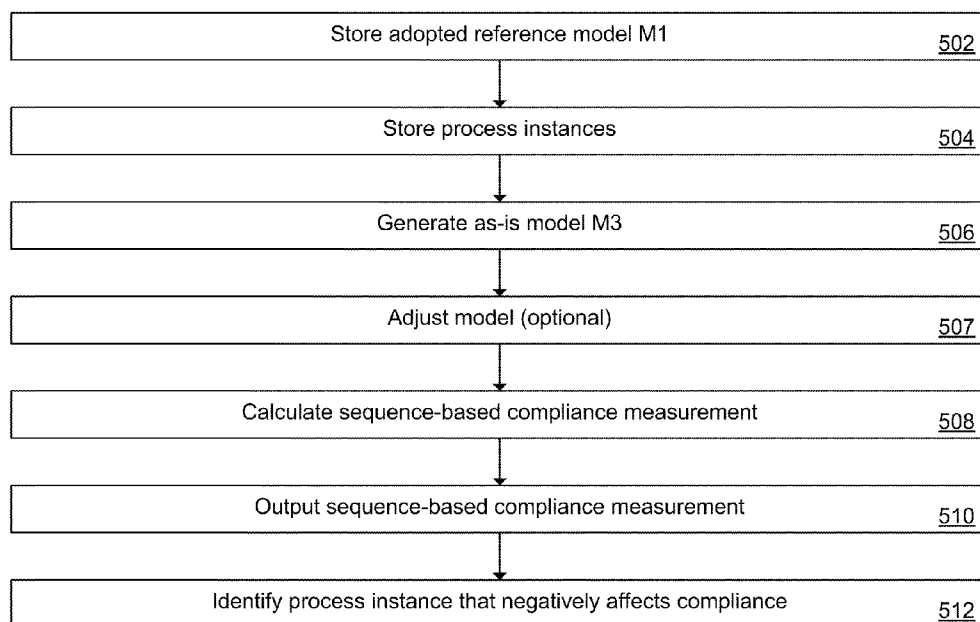 Store adopted reference model M1
502
Store process instances
504
Generate as-is model M3
506
Adjust model (optional)
507
Calculate sequence-based compliance measurement
508
Output sequence-based compliance measurement
510
Identify process instance that negatively affects compliance
512